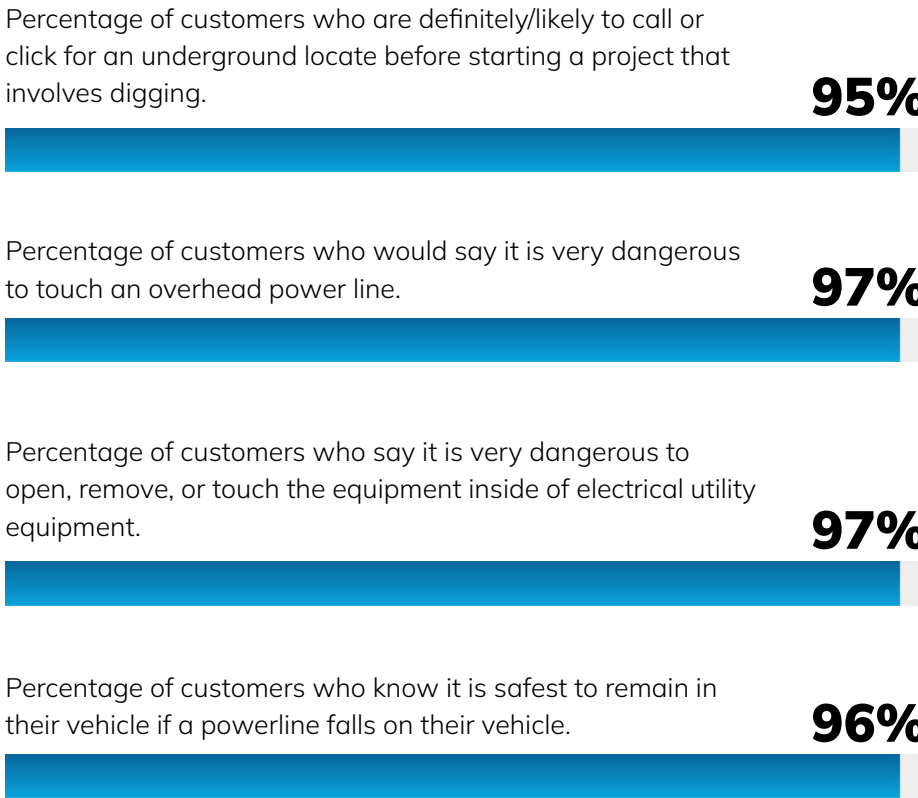 Percentage of customers who are definitely/likely to call or
click for an underground locate before starting a project that
involves digging.
95%
Percentage of customers who would say it is very dangerous
to touch an overhead power line.
97%
Percentage of customers who say it is very dangerous to
open, remove, or touch the equipment inside of electrical utility
equipment.
97%
Percentage of customers who know it is safest to remain in
their vehicle if a powerline falls on their vehicle.
96%